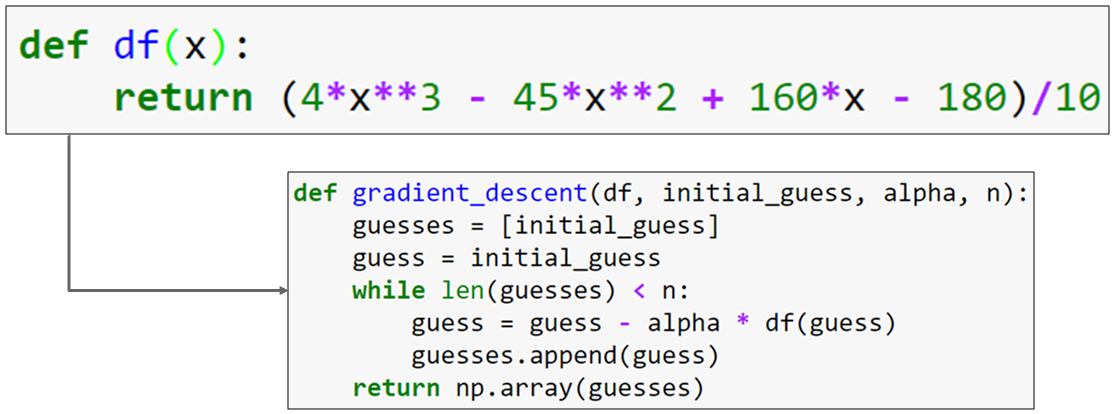 def df(x):
    return (4*x**3 - 45*x**2 + 160*x - 180)/10
def gradient_descent(df, initial_guess, alpha, n):
    guesses = [initial_guess]
    guess = initial_guess
    while len(guesses) < n:
        guess = guess - alpha * df(guess)
        guesses.append(guess)
    return np.array(guesses)